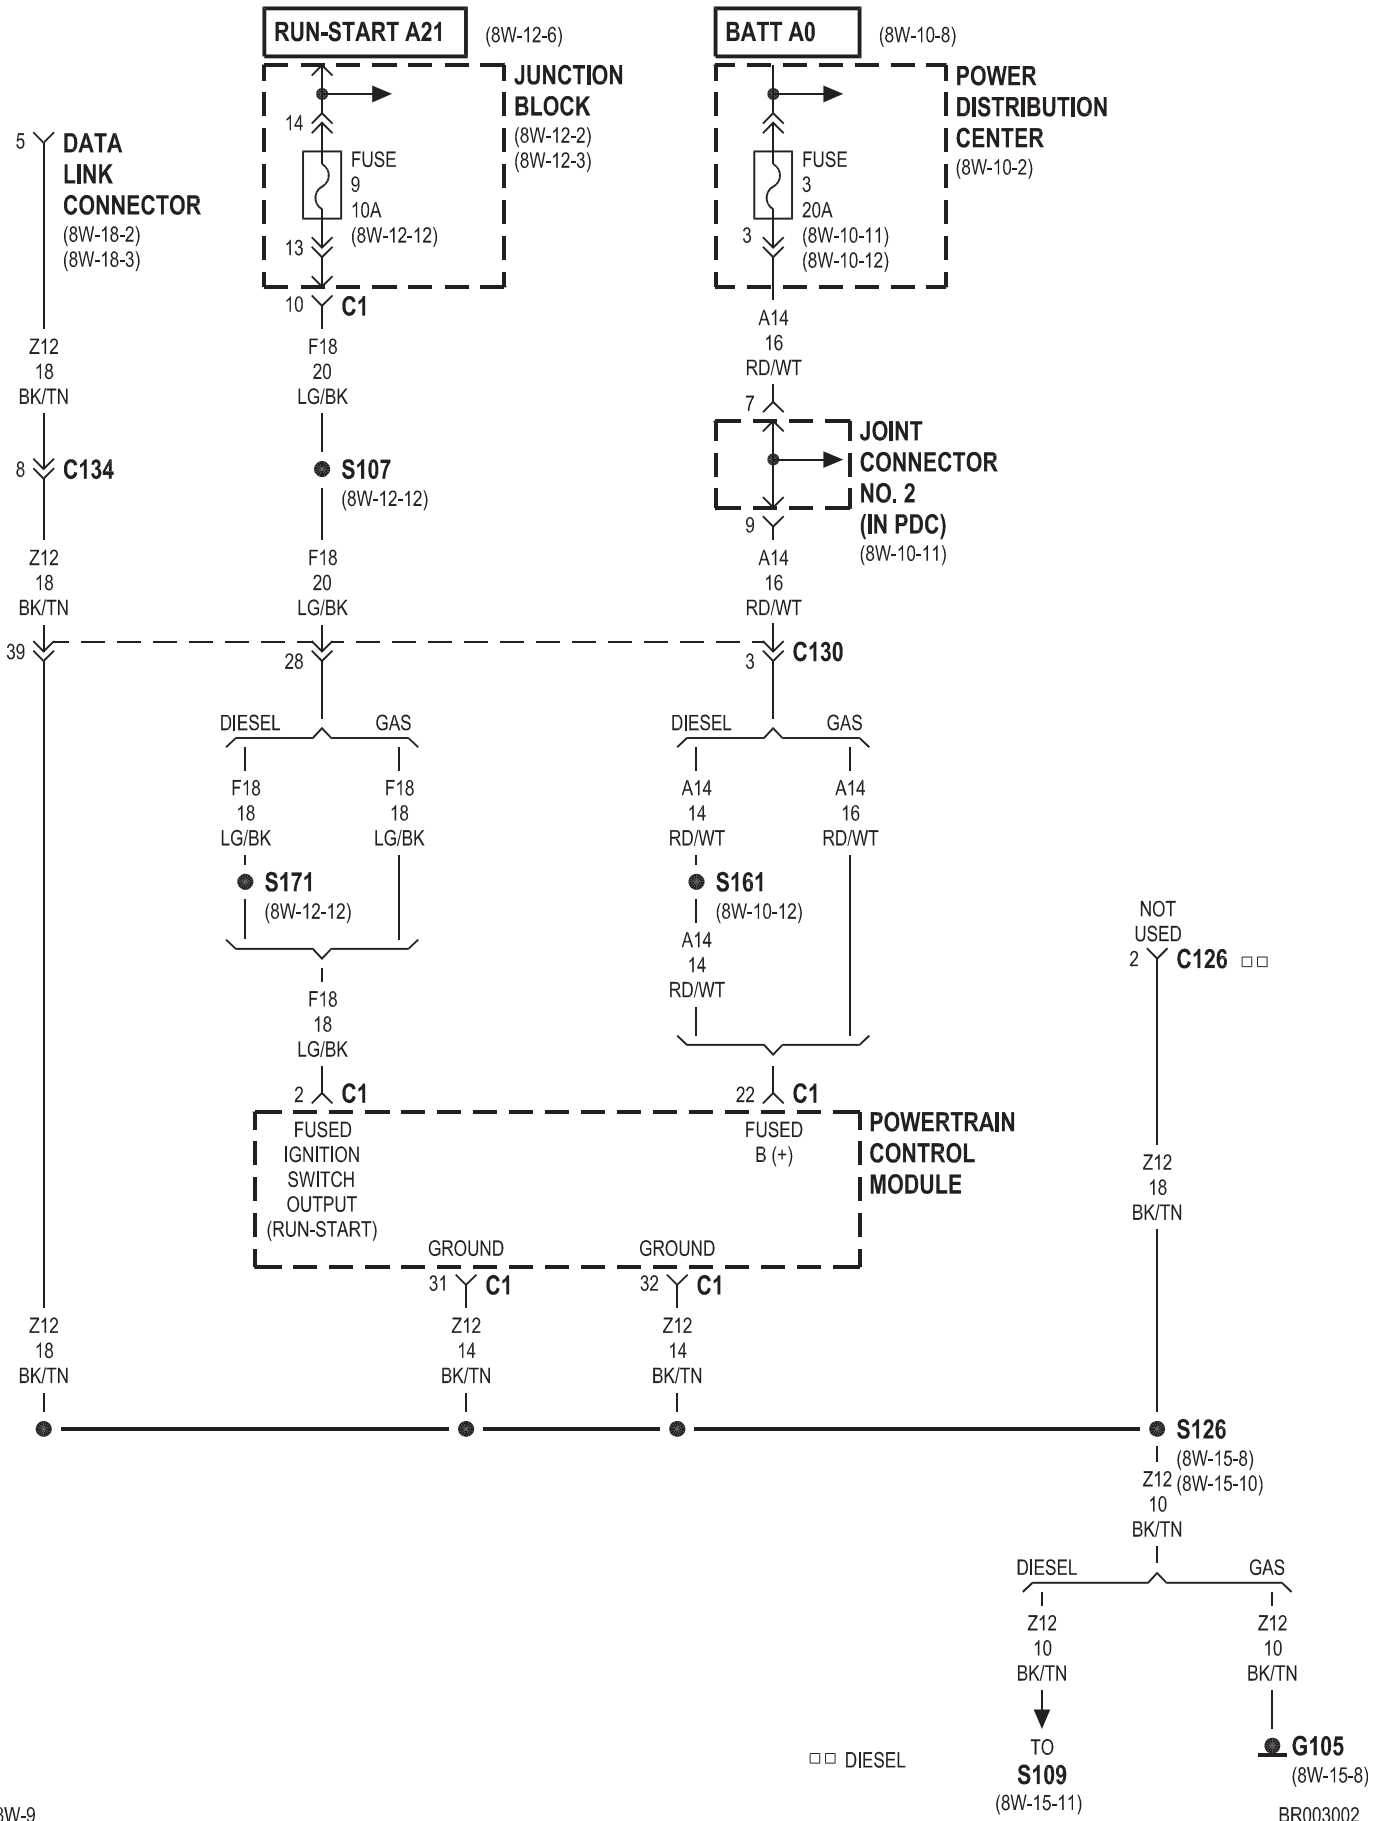 RUN-START A21
(8W-12-6)
BATT A0
(8W-10-8)
JUNCTION
BLOCK
(8W-12-2)
(8W-12-3)
POWER
DISTRIBUTION
CENTER
(8W-10-2)
5
DATA
LINK
CONNECTOR
(8W-18-2)
(8W-18-3)
14
FUSE
9
10A
(8W-12-12)
13
10
C1
FUSE
3
20A
(8W-10-11)
(8W-10-12)
3
Z12
18
BK/TN
F18
20
LG/BK
A14
16
RD/WT
7
JOINT
CONNECTOR
NO. 2
(IN PDC)
(8W-10-11)
9
8
C134
S107
(8W-12-12)
Z12
18
BK/TN
F18
20
LG/BK
A14
16
RD/WT
39
28
3
C130
DIESEL
GAS
DIESEL
GAS
F18
18
LG/BK
F18
18
LG/BK
A14
14
RD/WT
A14
16
RD/WT
S171
(8W-12-12)
S161
(8W-10-12)
A14
14
RD/WT
NOT
USED
2
C126
F18
18
LG/BK
2
C1
22
C1
FUSED
IGNITION
SWITCH
OUTPUT
(RUN-START)
FUSED
B (+)
POWERTRAIN
CONTROL
MODULE
Z12
18
BK/TN
GROUND
GROUND
31
C1
32
C1
Z12
18
BK/TN
Z12
14
BK/TN
Z12
14
BK/TN
S126
(8W-15-8)
(8W-15-10)
Z12
10
BK/TN
DIESEL
GAS
Z12
10
BK/TN
Z12
10
BK/TN
DIESEL
TO
S109
(8W-15-11)
G105
(8W-15-8)
8W-9
BR003002